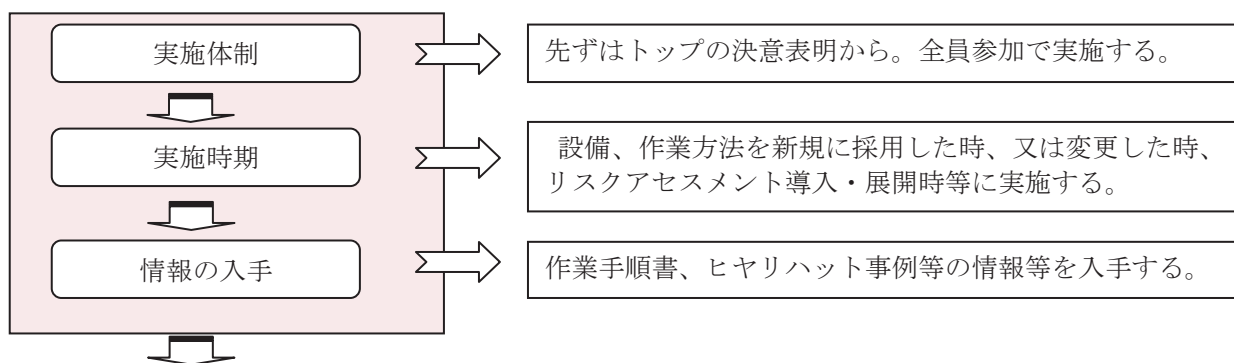 実施体制
先ずはトップの決意表明から。全員参加で実施する。
実施時期
設備、作業方法を新規に採用した時、又は変更した時、
リスクアセスメント導入・展開時等に実施する。
情報の入手
作業手順書、ヒヤリハット事例等の情報等を入手する。